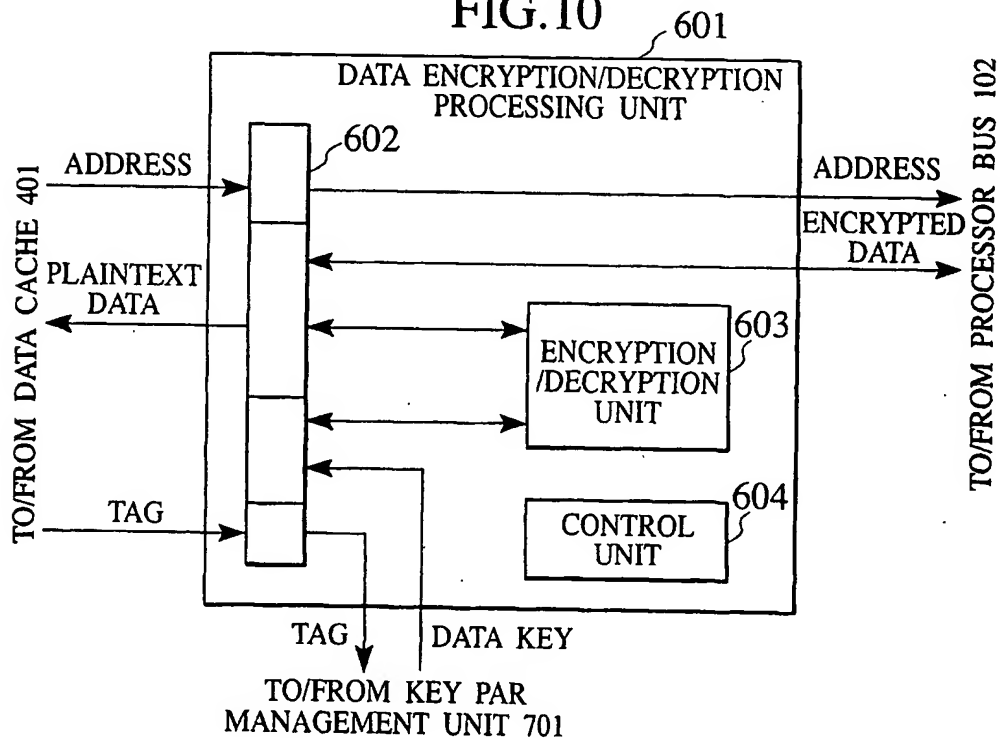 FIG.10
601
DATA ENCRYPTION/DECRYPTION
PROCESSING UNIT
602
ADDRESS
ADDRESS
ENCRYPTED
DATA
PLAINTEXT
DATA
603
ENCRYPTION
/DECRYPTION
UNIT
604
CONTROL
UNIT
TAG
TAG
DATA KEY
TO/FROM KEY PAR
MANAGEMENT UNIT 701
TO/FROM DATA CACHE 401
TO/FROM PROCESSOR BUS 102